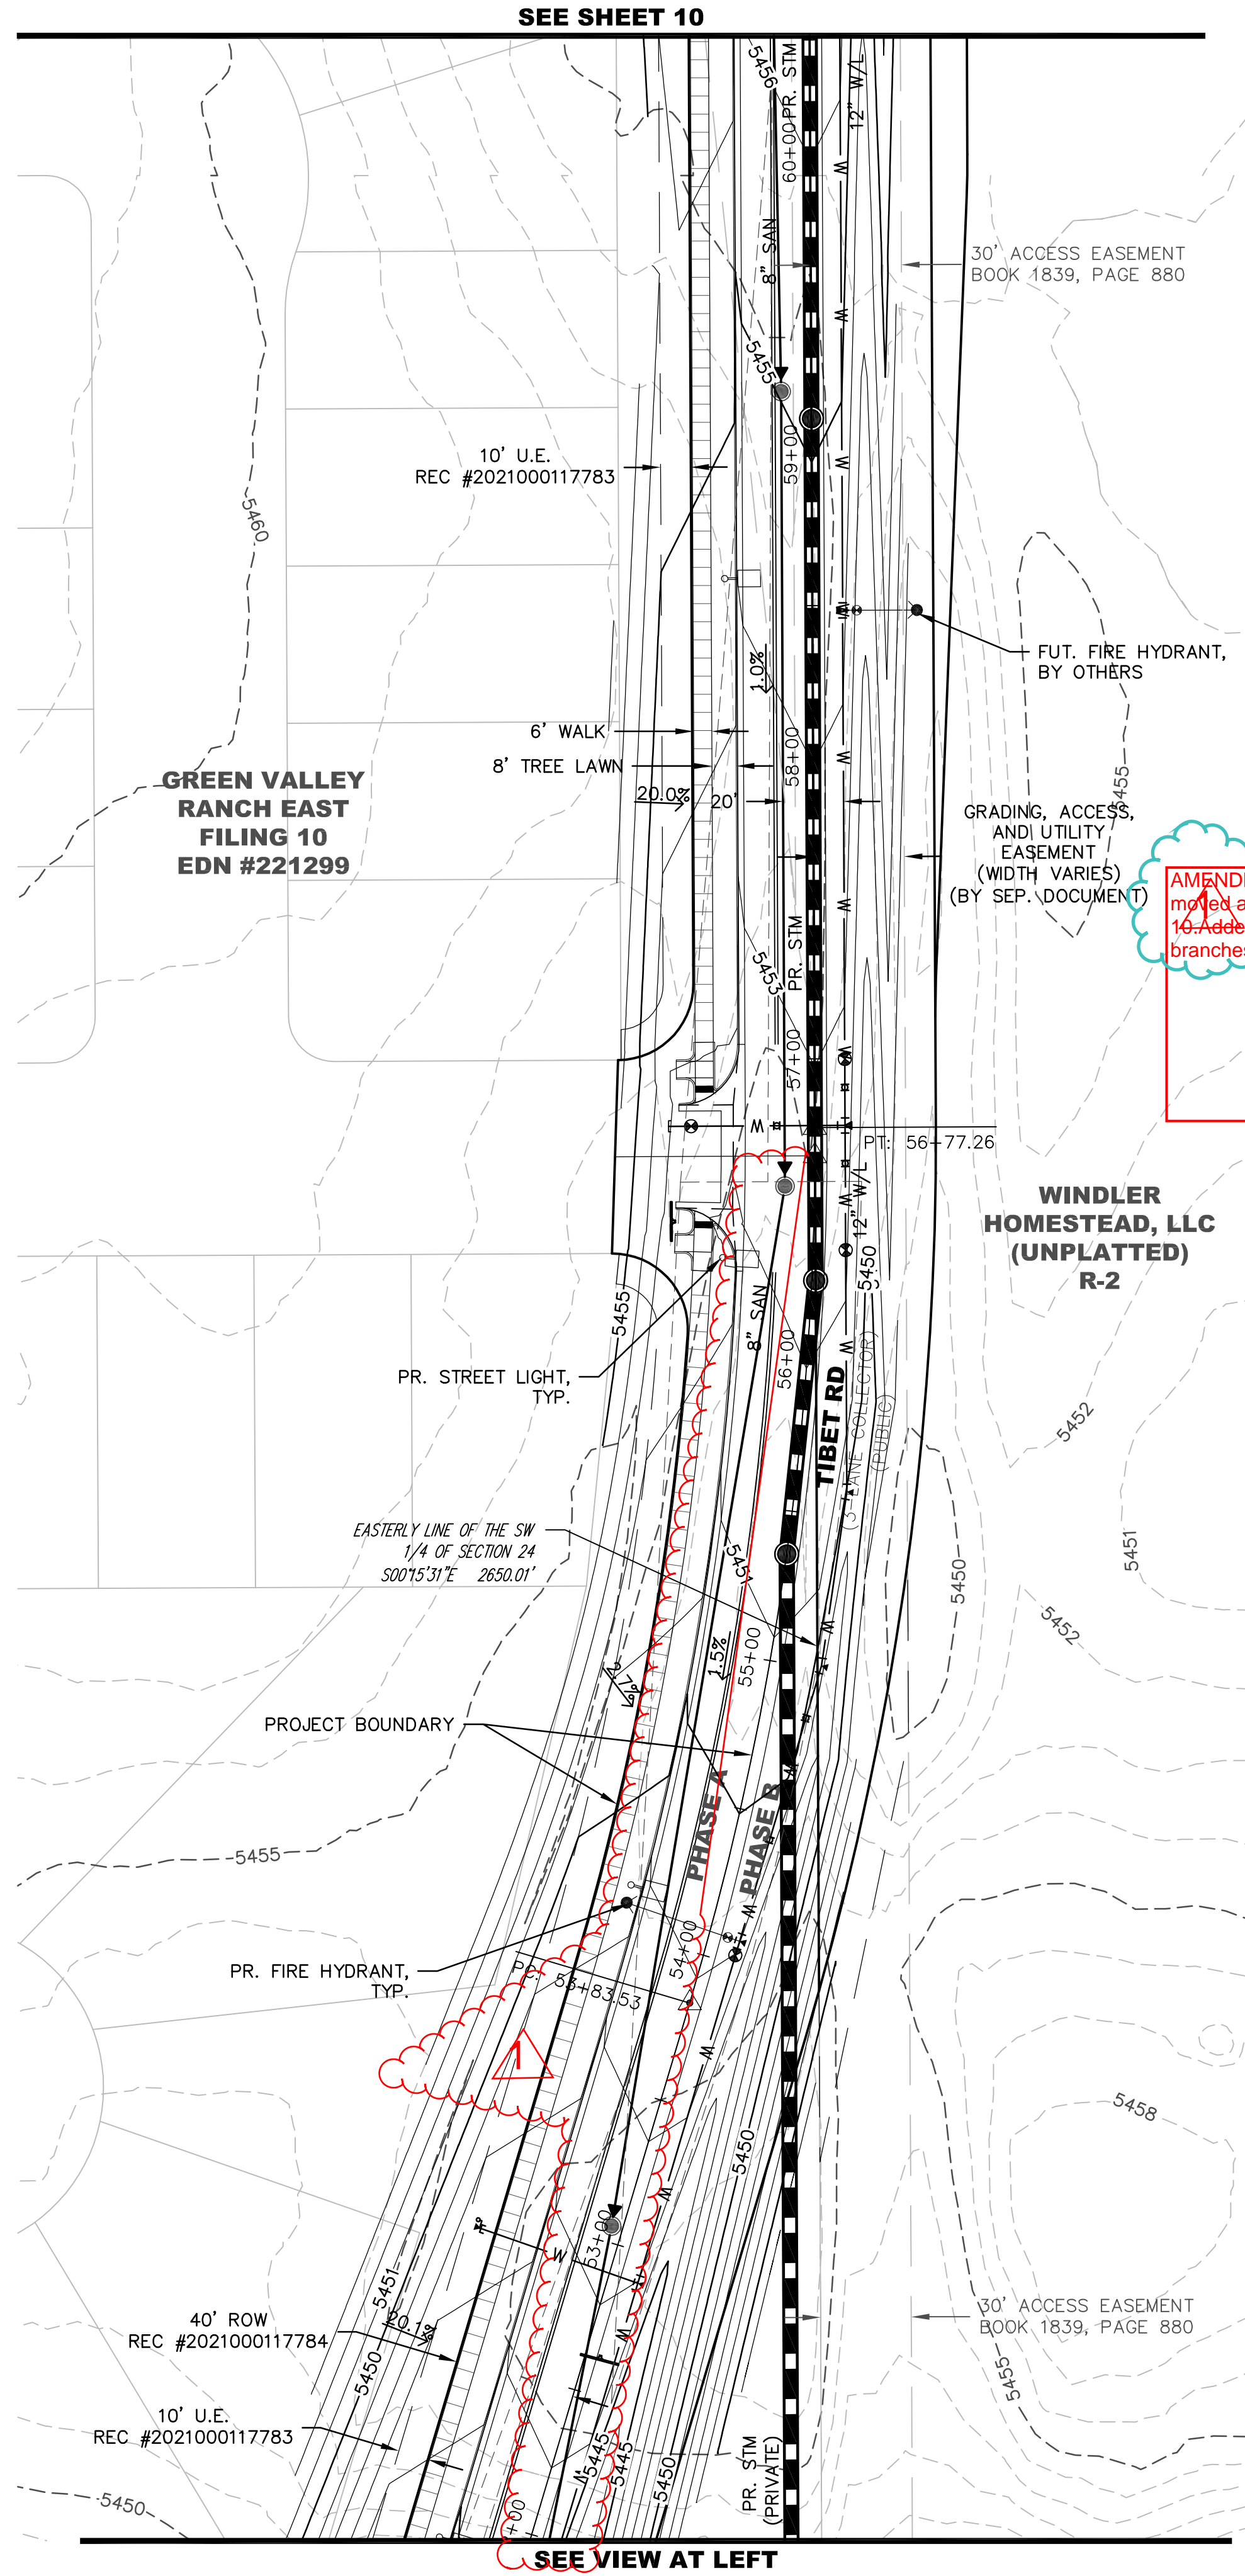 SEE SHEET 10
5456
PR. STM
60+00
12" W/L
W
8" SAN
W
30' ACCESS EASEMENT
BOOK 1839, PAGE 880
5455
59+00
W
10' U.E.
REC #2021000117783
5460
W
FUT. FIRE HYDRANT,
BY OTHERS
1.0%
6' WALK
58+00
W
8' TREE LAWN
20.0%
20'
5455
GREEN VALLEY
RANCH EAST
FILING 10
EDN #221299
GRADING, ACCESS,
AND UTILITY
EASEMENT
(WIDTH VARIES)
(BY SEP. DOCUMENT)
1
moved a
branches
W
PR. STM
5453
57+00
W
W
PT: 56+77.26
WINDLER
HOMESTEAD, LLC
(UNPLATTED)
R-2
12" W/L
W
5450
5455
8" SAN
56+00
W
PR. STREET LIGHT,
TYP.
TIBET RD
(3-LANE COLLECTOR)
(PUBLIC)
5452
EASTERLY LINE OF THE SW
1/4 OF SECTION 24
S00°15'31"E 2650.01'
5451
5451
5450
5452
W
1.5%
55+00
PROJECT BOUNDARY
W
PHASE A
PHASE B
5455
W
54+00
PR. FIRE HYDRANT,
TYP.
PC: 53+83.53
1
W
5458
5450
W
53+00
W
5451
40' ROW
REC #2021000117784
20.1%
W
30' ACCESS EASEMENT
BOOK 1839, PAGE 880
5450
5455
10' U.E.
REC #2021000117783
5445
5445
5450
PR. STM
(PRIVATE)
5450
+00
SEE VIEW AT LEFT